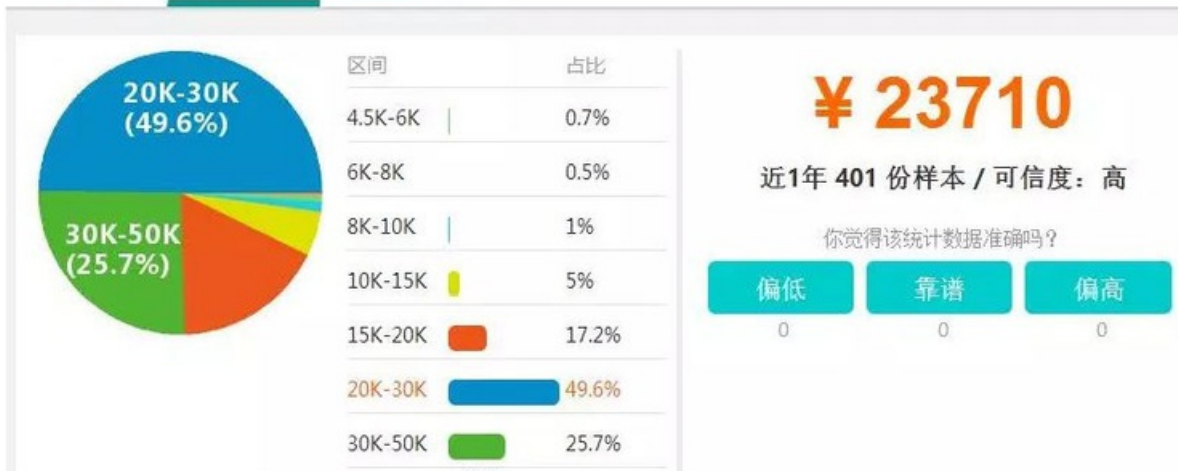 20K-30K
(49.6%)
30K-50K
(25.7%)
区间 占比
4.5K-6K 0.7%
6K-8K 0.5%
8K-10K 1%
10K-15K 5%
15K-20K 17.2%
20K-30K 49.6%
30K-50K 25.7%
¥ 23710
近1年 401 份样本 / 可信度：高
你觉得该统计数据准确吗？
偏低 靠谱 偏高
0 0 0